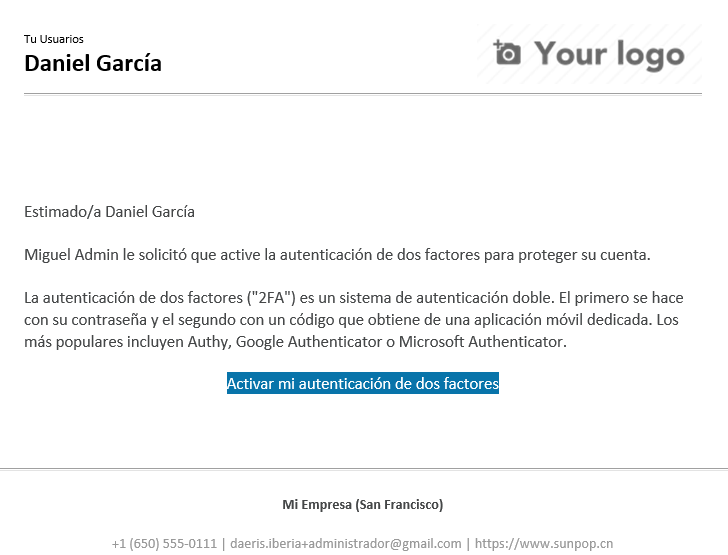 Tu Usuarios
Daniel García
Your logo
Estimado/a Daniel García
Miguel Admin le solicitó que active la autenticación de dos factores para proteger su cuenta.
La autenticación de dos factores ("2FA") es un sistema de autenticación doble. El primero se hace
con su contraseña y el segundo con un código que obtiene de una aplicación móvil dedicada. Los
más populares incluyen Authy, Google Authenticator o Microsoft Authenticator.
Activar mi autenticación de dos factores
Mi Empresa (San Francisco)
+1 (650) 555-0111 | daeris.iberia+administrador@gmail.com | https://www.sunpop.cn